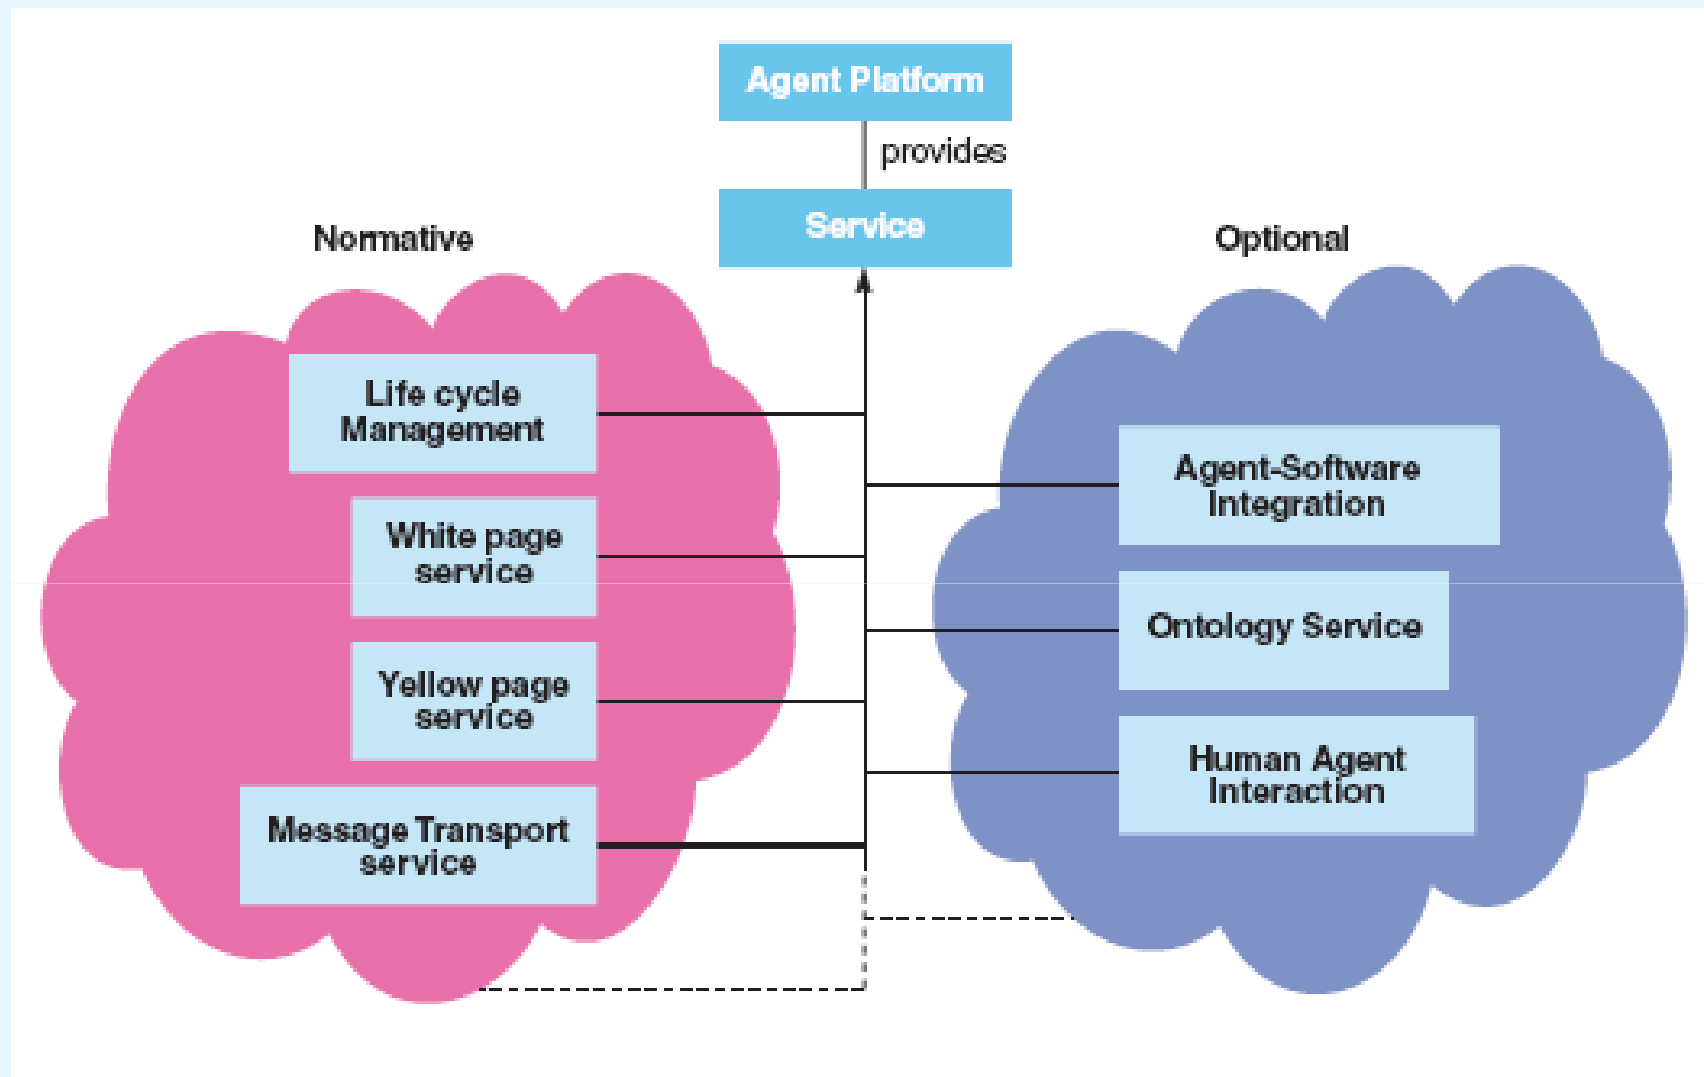 Agent Platform
provides
Service
Normative
Optional
Life cycle
Management
White page
service
Yellow page
service
Message Transport
service
Agent-Software
Integration
Ontology Service
Human Agent
Interaction